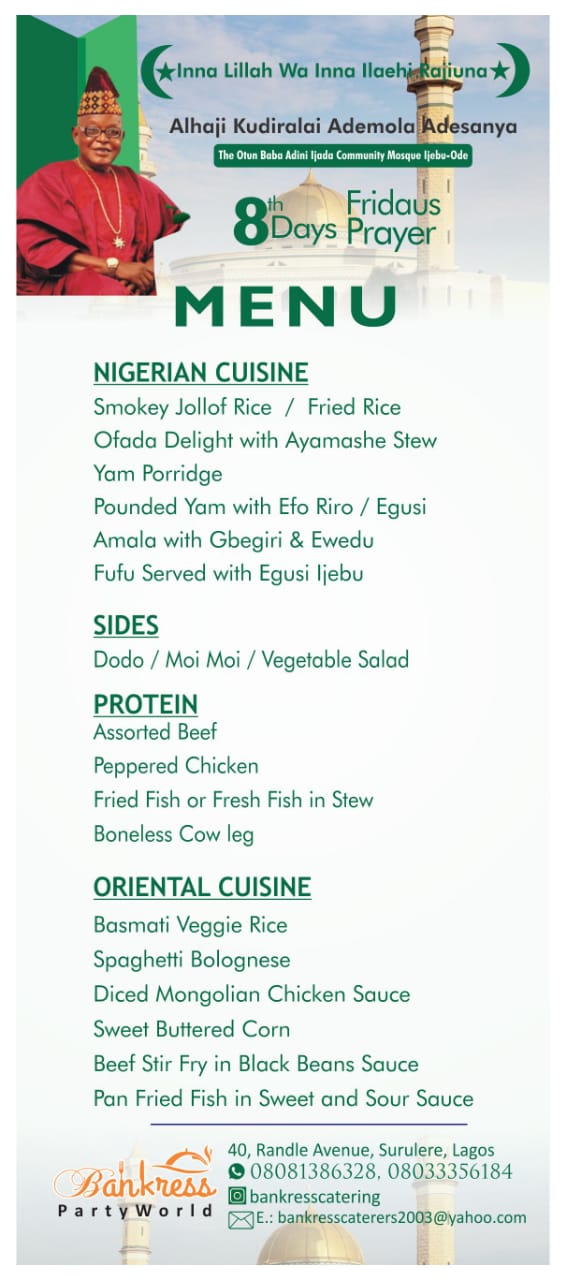 ★Inna Lillah Wa Inna Ilaehi Rajiuna★
Alhaji Kudiralai Ademola Adesanya
The Otun Baba Adini Ijada Community Mosque Ijebu-Ode
8th Days Fridaus Prayer
MENU
NIGERIAN CUISINE
Smokey Jollof Rice / Fried Rice
Ofada Delight with Ayamashe Stew
Yam Porridge
Pounded Yam with Efo Riro / Egusi
Amala with Gbegiri & Ewedu
Fufu Served with Egusi Ijebu
SIDES
Dodo / Moi Moi / Vegetable Salad
PROTEIN
Assorted Beef
Peppered Chicken
Fried Fish or Fresh Fish in Stew
Boneless Cow leg
ORIENTAL CUISINE
Basmati Veggie Rice
Spaghetti Bolognese
Diced Mongolian Chicken Sauce
Sweet Buttered Corn
Beef Stir Fry in Black Beans Sauce
Pan Fried Fish in Sweet and Sour Sauce
Bankress
PartyWorld
40, Randle Avenue, Surulere, Lagos
08081386328, 08033356184
bankresscatering
E.: bankresscaterers2003@yahoo.com